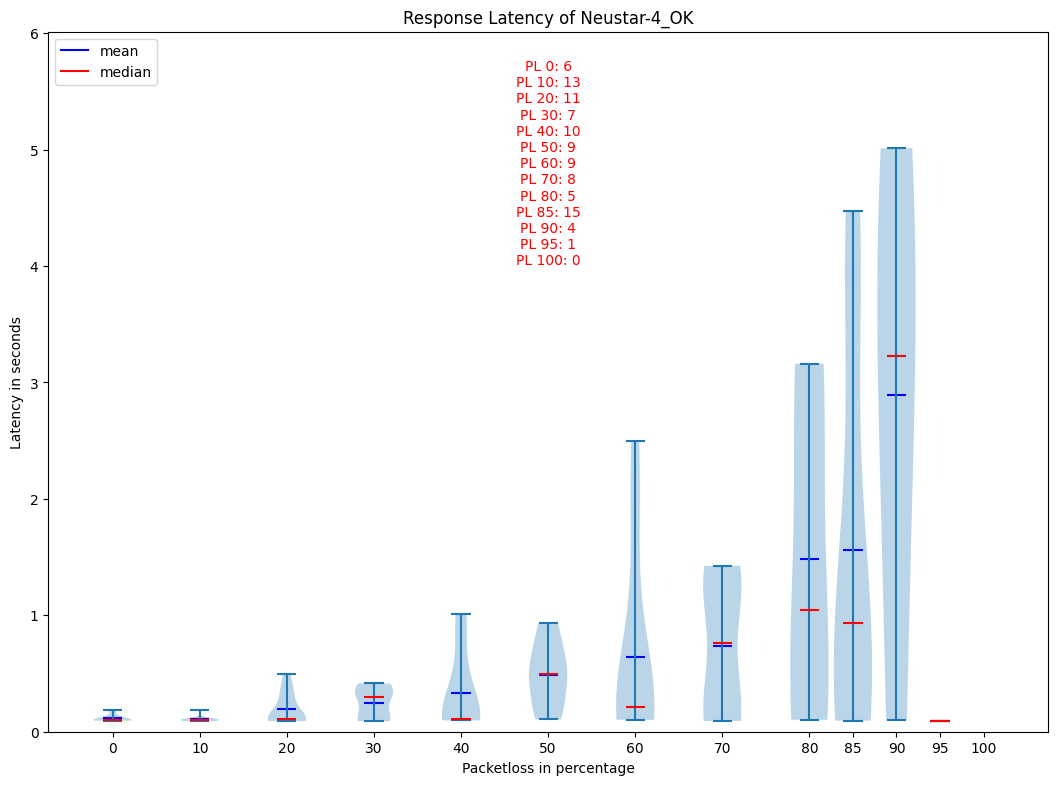 Response Latency of Neustar-4_OK
mean
median
PL 0: 6
PL 10: 13
PL 20: 11
PL 30: 7
PL 40: 10
PL 50: 9
PL 60: 9
PL 70: 8
PL 80: 5
PL 85: 15
PL 90: 4
PL 95: 1
PL 100: 0
Latency in seconds
6
5
4
3
2
1
0
0 10 20 30 40 50 60 70 80 85 90 95 100
Packetloss in percentage